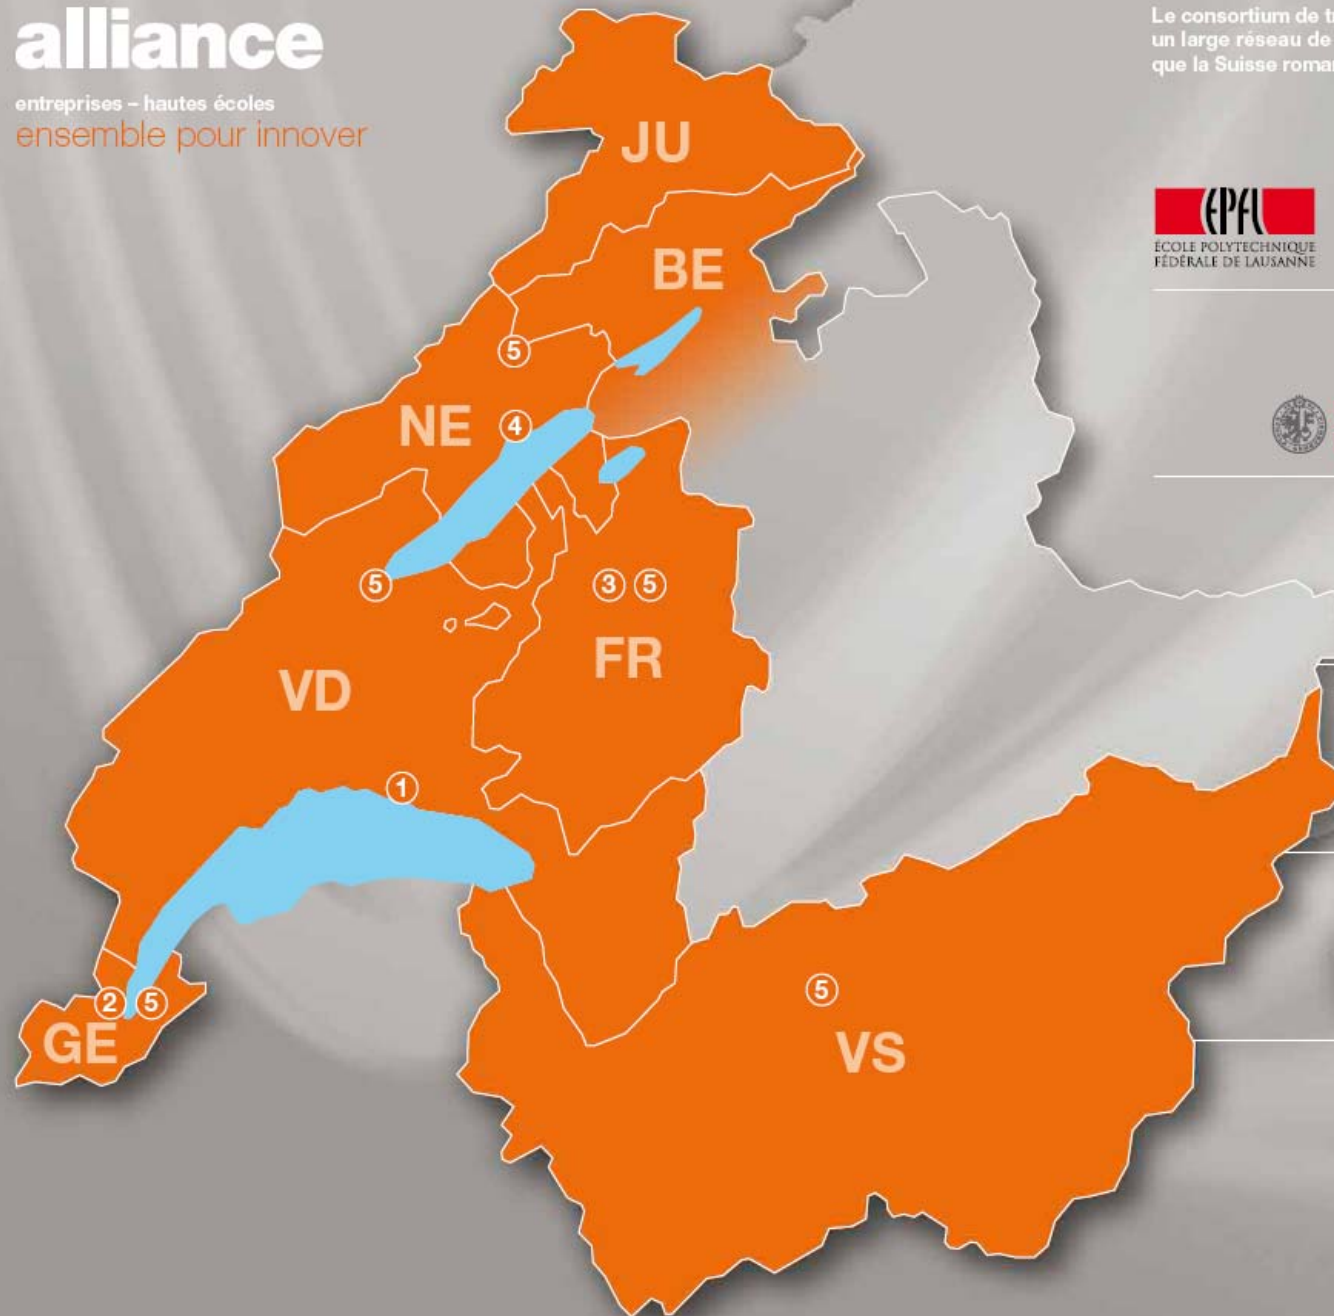 alliance
entreprises – hautes écoles
ensemble pour innover
Le consortium de
un large réseau de
que la Suisse
EPFL
ÉCOLE POLYTECHNIQUE
FÉDÉRALE DE LAUSANNE
JU
BE
5
NE
4
5
3 5
FR
VD
1
2 5
GE
5
VS